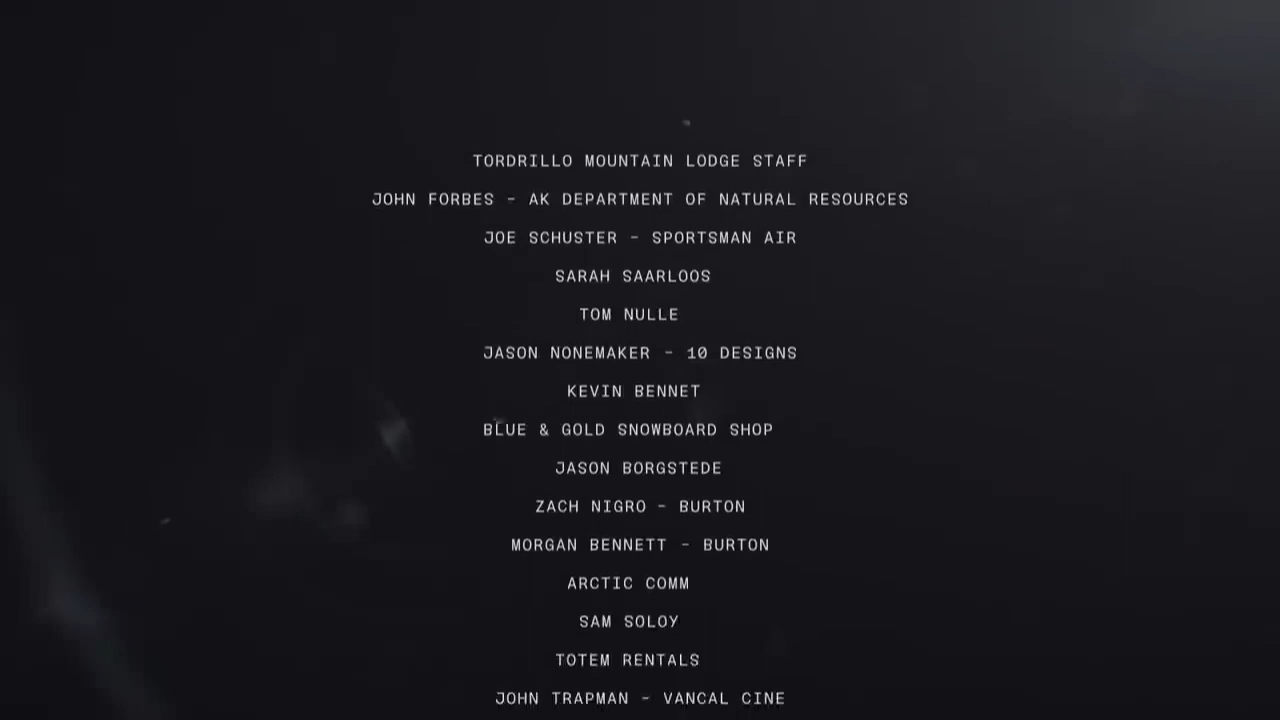 TORDRILLO MOUNTAIN LODGE STAFF
JOHN FORBES - AK DEPARTMENT OF NATURAL RESOURCES
JOE SCHUSTER - SPORTSMAN AIR
SARAH SAARLOOS
TOM NULLE
JASON NONEMAKER - 10 DESIGNS
KEVIN BENNET
BLUE & GOLD SNOWBOARD SHOP
JASON BORGSTEDE
ZACH NIGRO - BURTON
MORGAN BENNETT - BURTON
ARCTIC COMM
SAM SOLOY
TOTEM RENTALS
JOHN TRAPMAN - VANCAL CINE